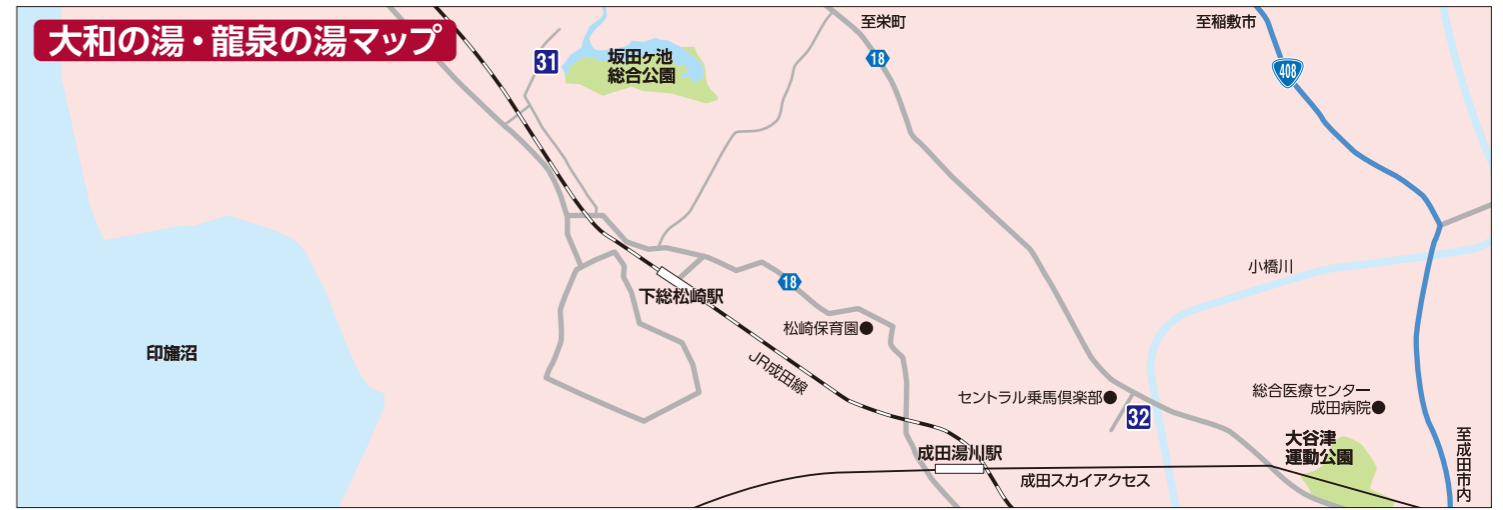 大和の湯・龍泉の湯マップ
至栄町
至稲敷市
31
坂田ヶ池
総合公園
18
408
小橋川
下総松崎駅
18
松崎保育園
印旛沼
JR成田線
セントラル乗馬倶楽部
32
総合医療センター
成田病院
大谷津
運動公園
至成田市内
成田湯川駅
成田スカイアクセス